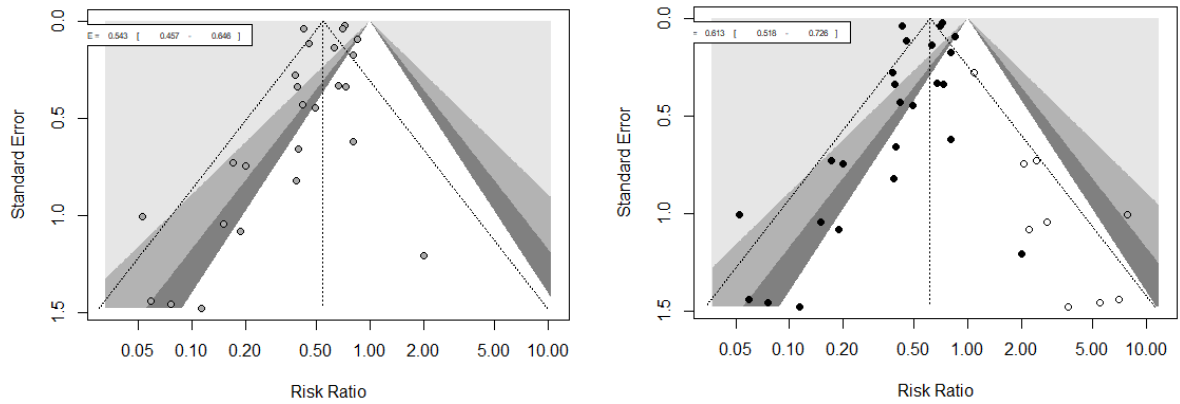 E = 0.543 [ 0.457 - 0.646 ]
0.0
0.5
1.0
1.5
Standard Error
0.05 0.10 0.20 0.50 1.00 2.00 5.00 10.00
Risk Ratio
= 0.613 [ 0.518 - 0.726 ]
0.0
0.5
1.0
1.5
Standard Error
0.05 0.10 0.20 0.50 1.00 2.00 5.00 10.00
Risk Ratio